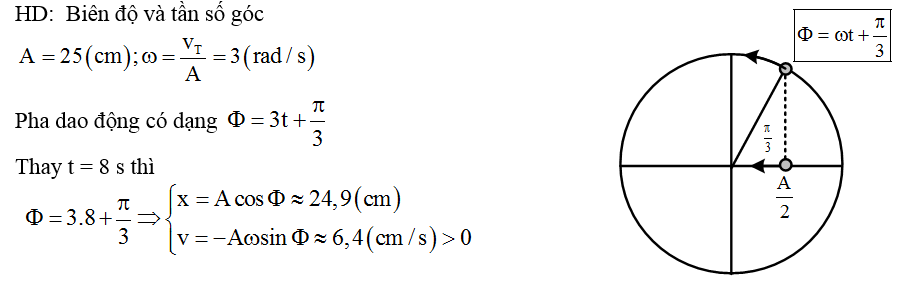 HD: Biên độ và tần số góc
A = 25(cm); ω = v_T/A = 3(rad/s)
Pha dao động có dạng Φ = 3t + π/3
Thay t = 8 s thì
Φ = 3.8 + π/3 ⇒ { x = A cos Φ ≈ 24,9(cm)
v = −Aω sin Φ ≈ 6,4(cm/s) > 0
Φ = ωt + π/3
π/3
A/2